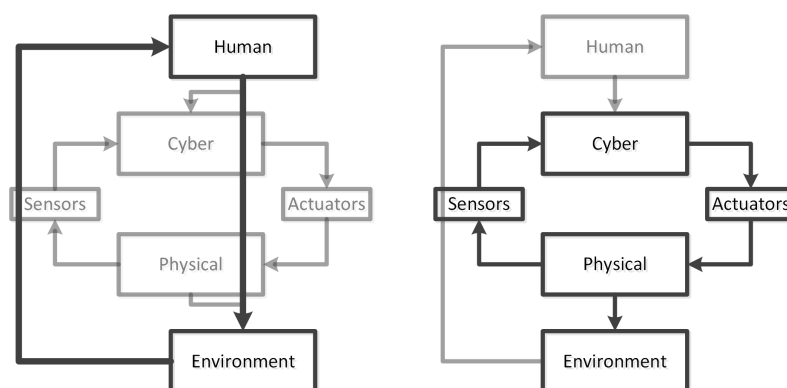 Human
Cyber
Sensors
Actuators
Physical
Environment
Human
Cyber
Sensors
Actuators
Physical
Environment